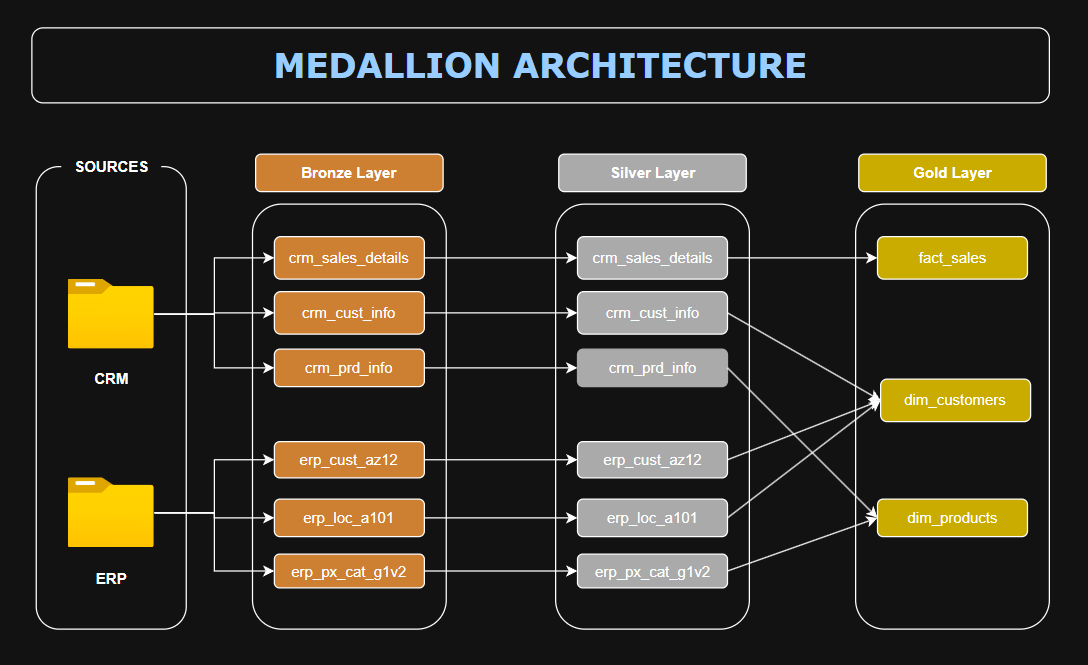 MEDALLION ARCHITECTURE
SOURCES
CRM
ERP
Bronze Layer
crm_sales_details
crm_cust_info
crm_prd_info
erp_cust_az12
erp_loc_a101
erp_px_cat_g1v2
Silver Layer
crm_sales_details
crm_cust_info
crm_prd_info
erp_cust_az12
erp_loc_a101
erp_px_cat_g1v2
Gold Layer
fact_sales
dim_customers
dim_products